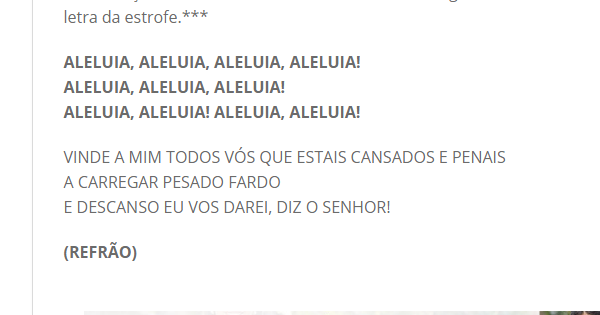 letra da estrofe.***
ALELUIA, ALELUIA, ALELUIA, ALELUIA!
ALELUIA, ALELUIA, ALELUIA!
ALELUIA, ALELUIA! ALELUIA, ALELUIA!
VINDE A MIM TODOS VÓS QUE ESTAIS CANSADOS E PENAIS
A CARREGAR PESADO FARDO
E DESCANSO EU VOS DAREI, DIZ O SENHOR!
(REFRÃO)